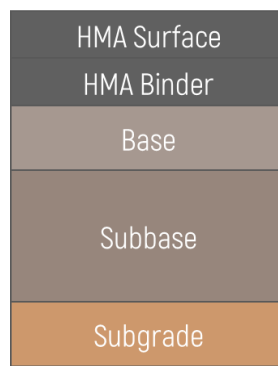 HMA Surface
HMA Binder
Base
Subbase
Subgrade